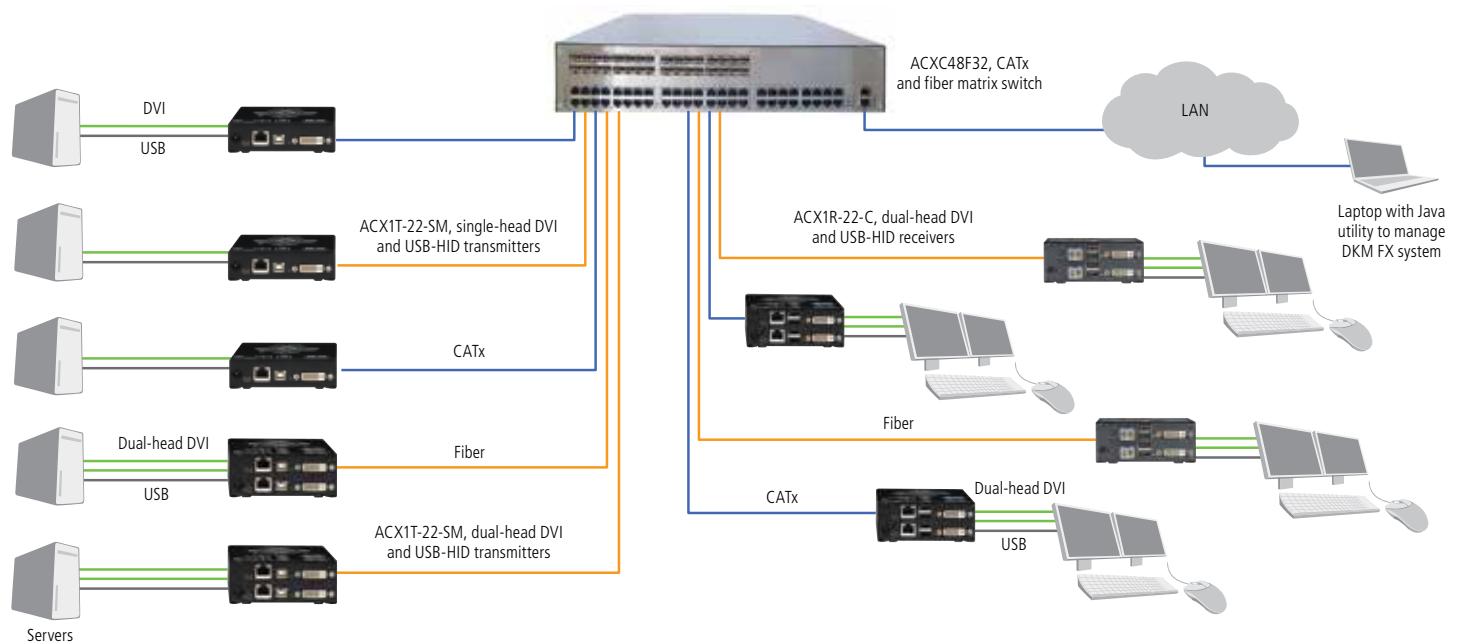 ACXC48F32, CATx
and fiber matrix switch
LAN
DVI
USB
Laptop with Java
utility to manage
DKM FX system
ACX1T-22-SM, single-head DVI
and USB-HID transmitters
ACX1R-22-C, dual-head DVI
and USB-HID receivers
CATx
Dual-head DVI
USB
Fiber
Fiber
CATx
Dual-head DVI
USB
ACX1T-22-SM, dual-head DVI
and USB-HID transmitters
Servers